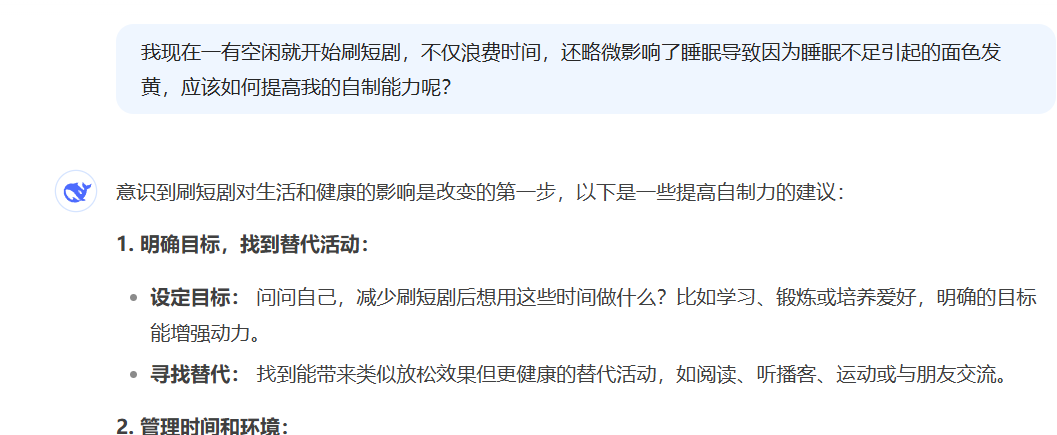 我现在一有空闲就开始刷短剧，不仅浪费时间，还略微影响了睡眠导致因为睡眠不足引起的面色发
黄，应该如何提高我的自制能力呢？
意识到刷短剧对生活和健康的影响是改变的第一步，以下是一些提高自制力的建议：
1. 明确目标，找到替代活动：
设定目标： 问问自己，减少刷短剧后想用这些时间做什么？比如学习、锻炼或培养爱好，明确的目标
能增强动力。
寻找替代： 找到能带来类似放松效果但更健康的替代活动，如阅读、听播客、运动或与朋友交流。
2. 管理时间和环境：